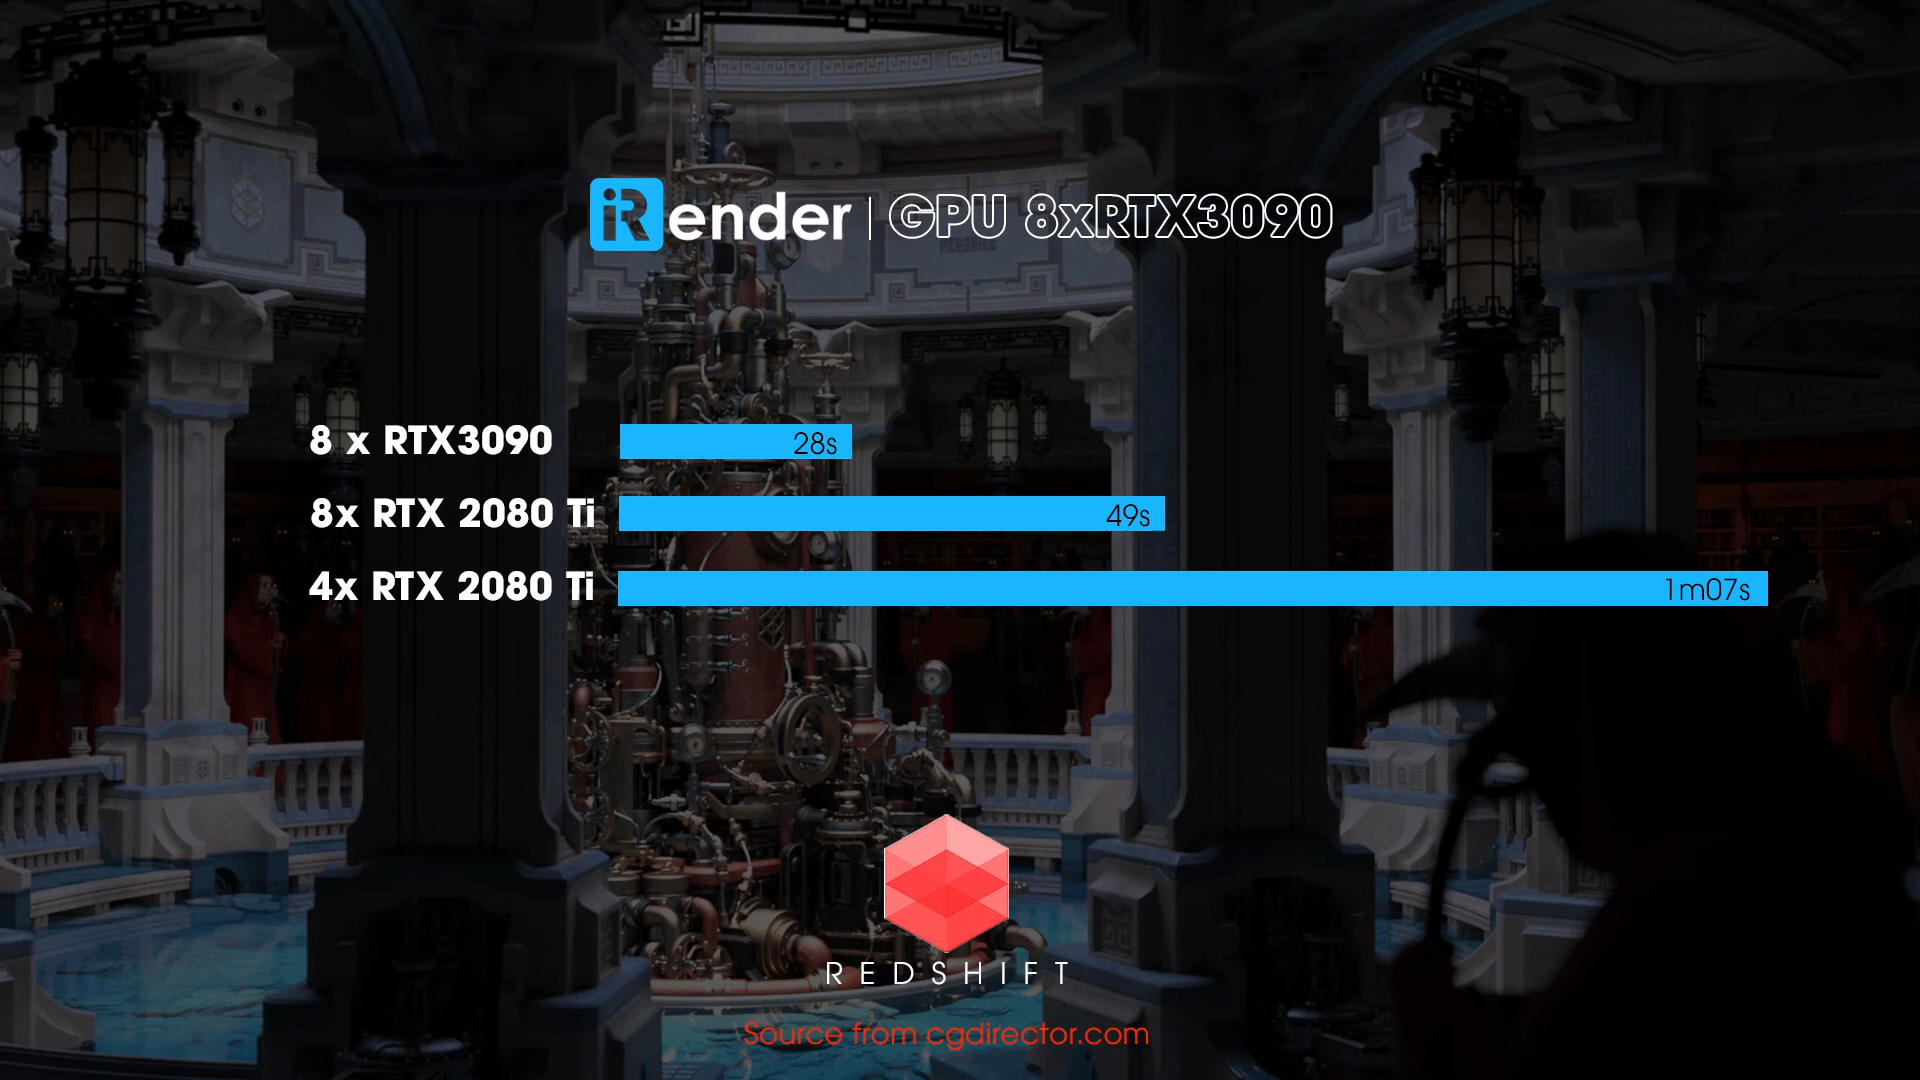 iRender | GPU 8xRTX3090
8 x RTX3090 28s
8x RTX 2080 Ti 49s
4x RTX 2080 Ti 1m07s
REDSHIFT
Source from cgdirector.com